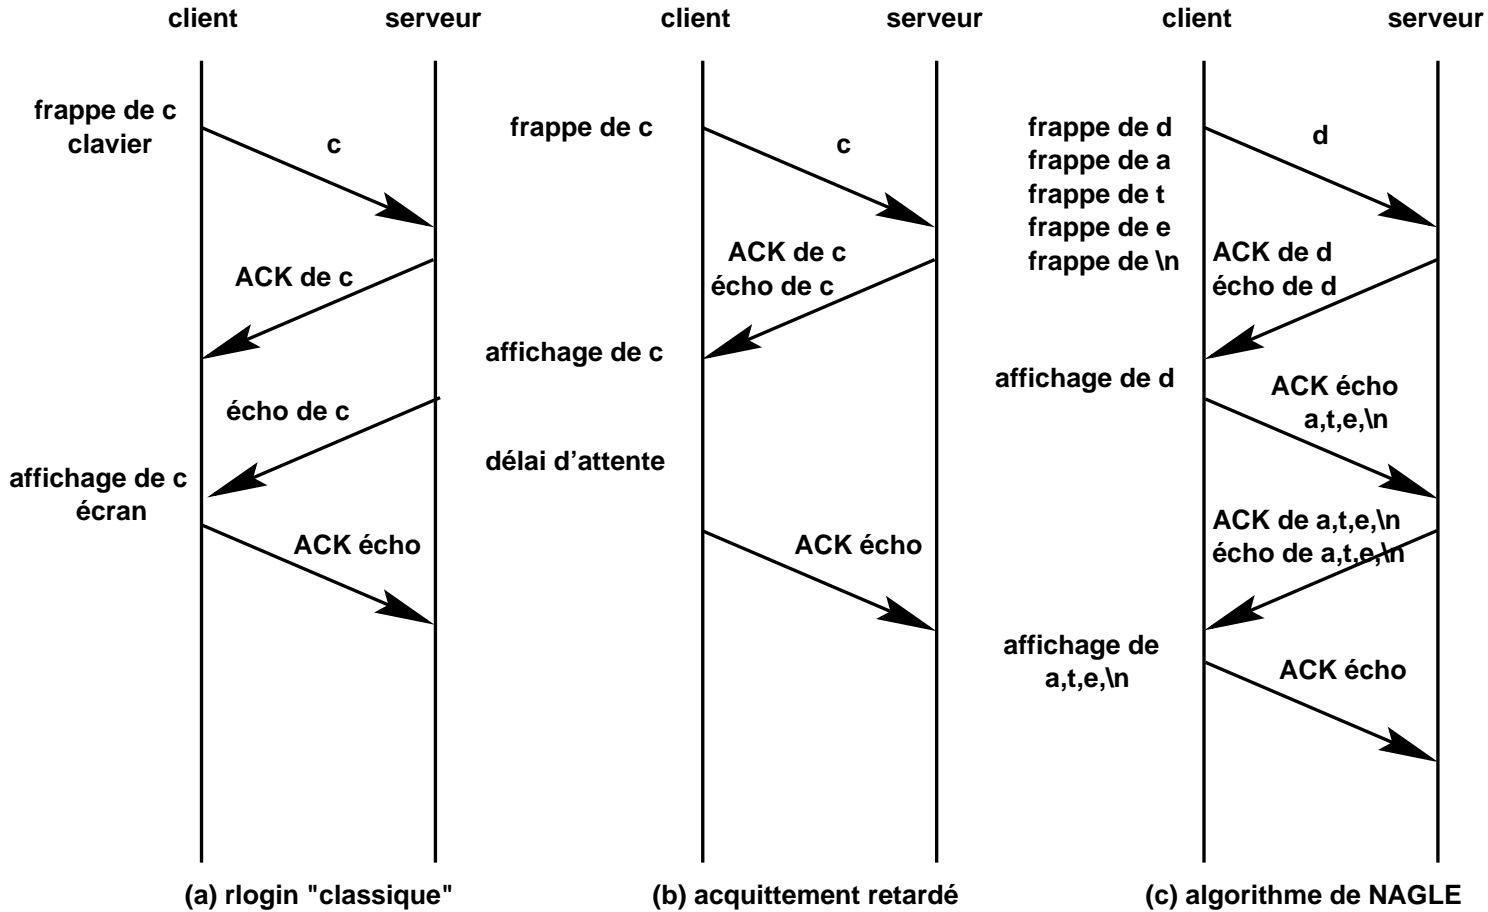 client
serveur
frappe de c
clavier
c
ACK de c
écho de c
affichage de c
écran
ACK écho
(a) rlogin "classique"
client
serveur
frappe de c
c
ACK de c
écho de c
affichage de c
délai d'attente
ACK écho
(b) acquittement retardé
client
serveur
frappe de d
frappe de a
frappe de t
frappe de e
frappe de \n
d
ACK de d
écho de d
affichage de d
ACK écho
a,t,e,\n
ACK de a,t,e,\n
écho de a,t,e,\n
affichage de
a,t,e,\n
ACK écho
(c) algorithme de NAGLE